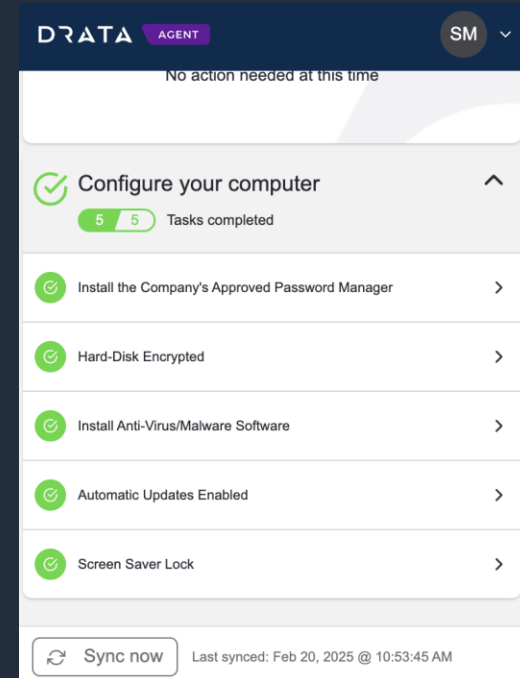 DRATA AGENT
SM
No action needed at this time
Configure your computer
5 / 5 Tasks completed
Install the Company's Approved Password Manager
Hard-Disk Encrypted
Install Anti-Virus/Malware Software
Automatic Updates Enabled
Screen Saver Lock
Sync now
Last synced: Feb 20, 2025 @ 10:53:45 AM